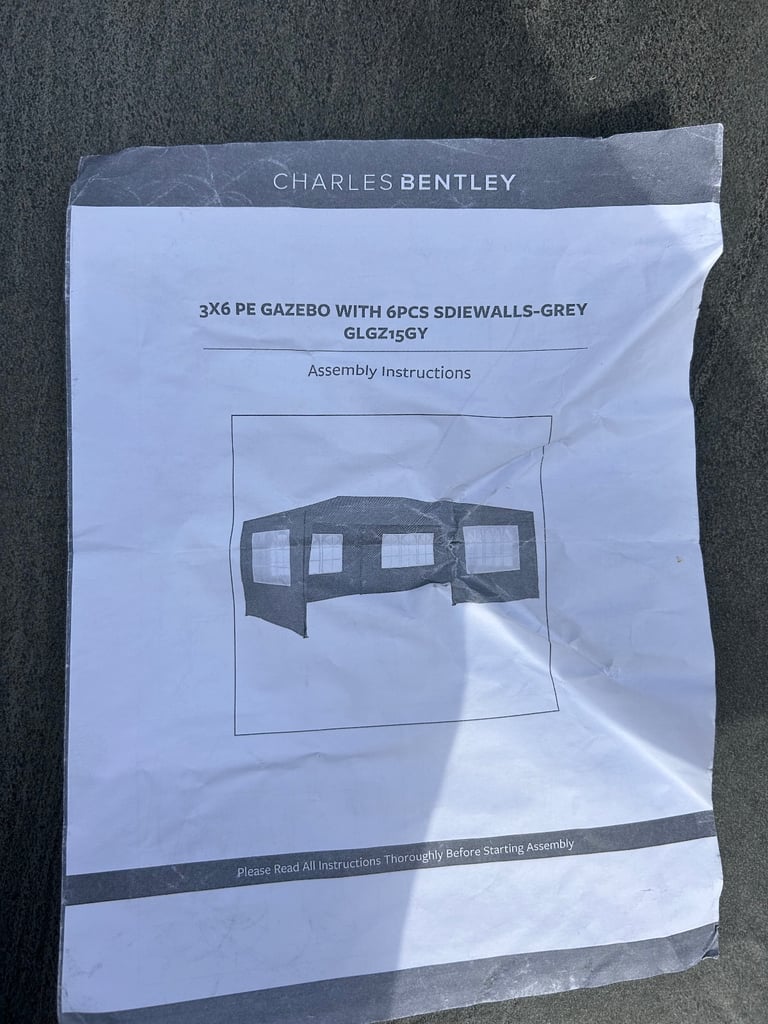 CHARLES BENTLEY
3X6 PE GAZEBO WITH 6PCS SDIEWALLS-GREY
GLGZ15GY
Assembly Instructions
Please Read All Instructions Thoroughly Before Starting Assembly